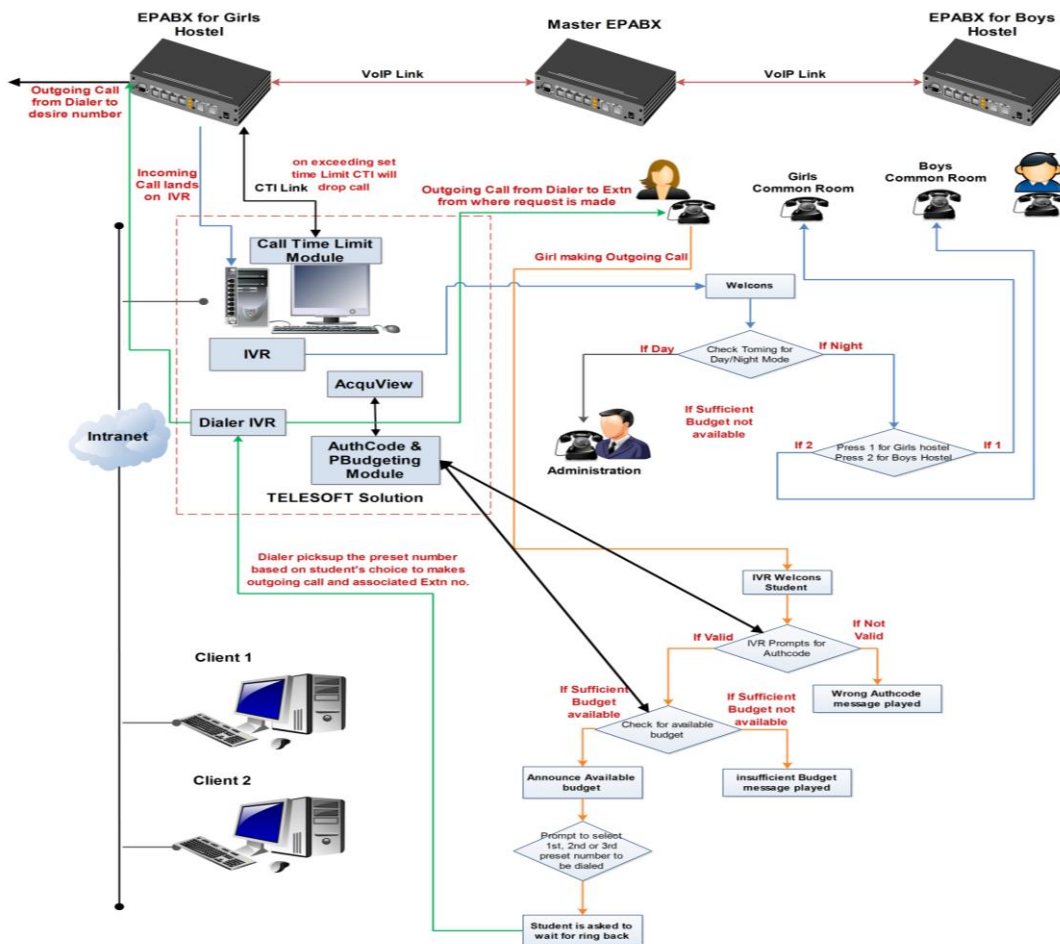 EPABX for Girls
Hostel
Master EPABX
EPABX for Boys
Hostel
VoIP Link
VoIP Link
Outgoing Call
from Dialer to
desire number
Incoming
Call lands
on IVR
CTI Link
on exceeding set
time Limit CTI will
drop call
Outgoing Call from Dialer to Extn
from where request is made
Girls
Common Room
Boys
Common Room
Call Time Limit
Module
Girl making Outgoing Call
Welcons
IVR
If Day
Check Torning for
Day/Night Mode
If Night
AcquView
If Sufficient
Budget not
available
Intranet
Dialer IVR
AuthCode &
PBudgeting
Module
Administration
If 2
Press 1 for Girls hostel
Press 2 for Boys Hostel
If 1
TELESOFT Solution
Dialer picksup the preset number
based on student's choice to makes
outgoing call and associated Extn no.
IVR Welcons
Student
If Valid
IVR Prompts for
Authcode
If Not
Valid
Client 1
Wrong Authcode
message played
If Sufficient
Budget
available
If Sufficient
Budget not
available
Check for available
budget
Client 2
Announce Available
budget
insufficient Budget
message played
Prompt to select
1st, 2nd or 3rd
preset number to
be dialed
Student is asked to
wait for ring back